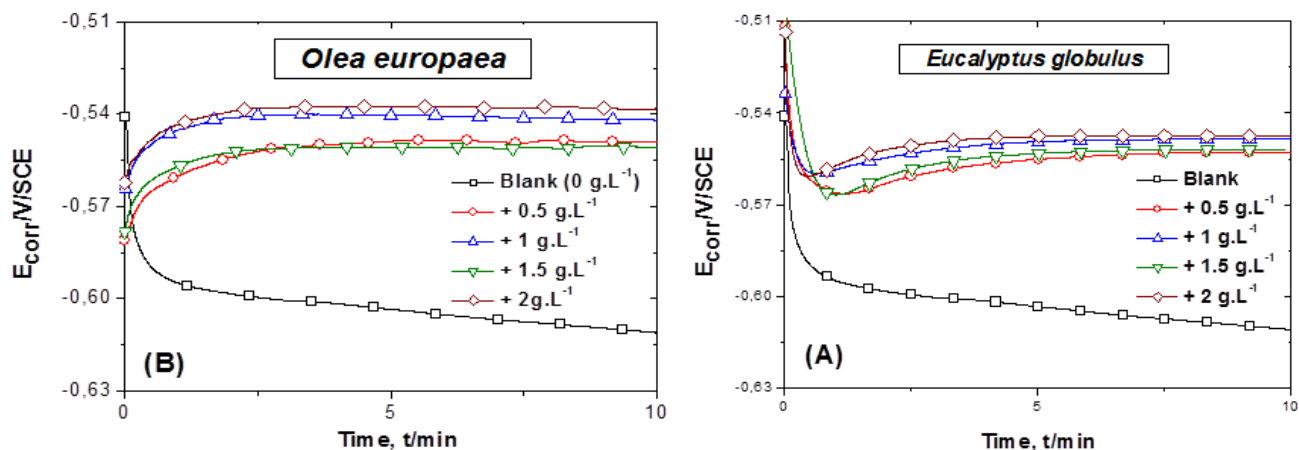 -0,51
-0,54
-0,57
-0,60
-0,63
E_corr/V/SCE
Olea europaea
Blank (0 g.L⁻¹)
+ 0.5 g.L⁻¹
+ 1 g.L⁻¹
+ 1.5 g.L⁻¹
+ 2g.L⁻¹
(B)
0 5 10
Time, t/min
-0,51
-0,54
-0,57
-0,60
-0,63
E_corr/V/SCE
Eucalyptus globulus
Blank
+ 0.5 g.L⁻¹
+ 1 g.L⁻¹
+ 1.5 g.L⁻¹
+ 2 g.L⁻¹
(A)
0 5 10
Time, t/min